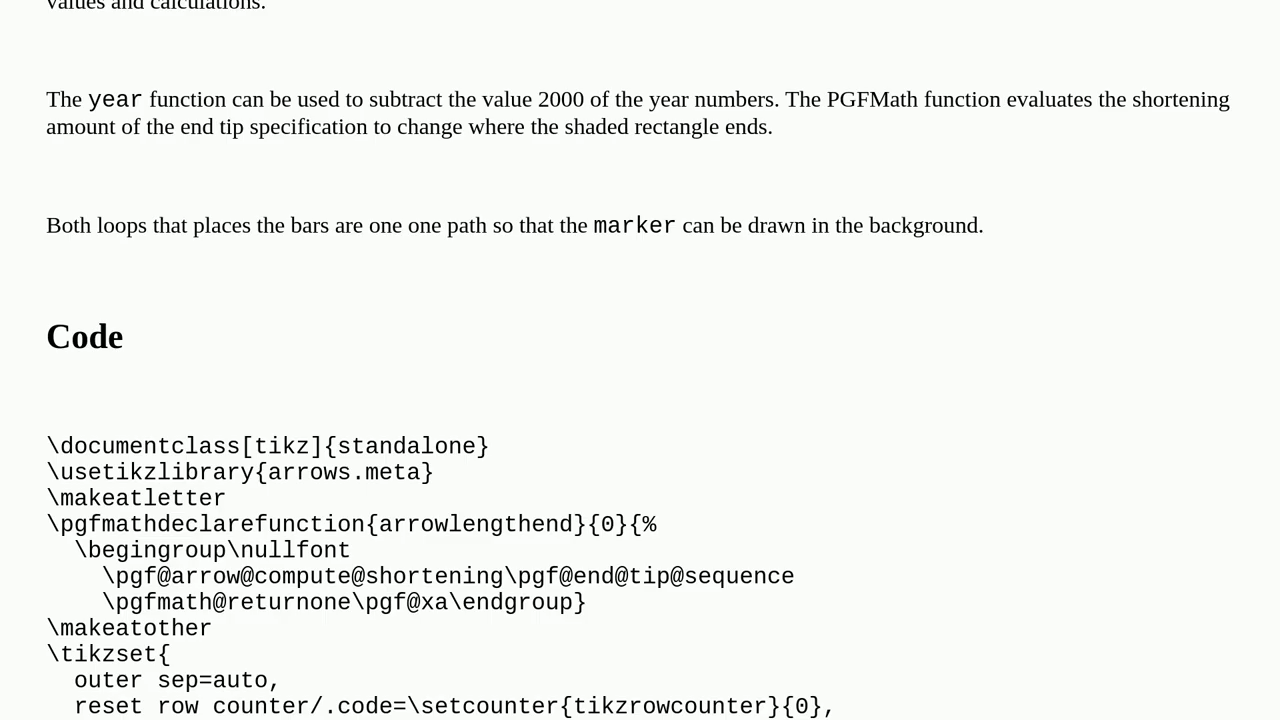 values and calculations.
The year function can be used to subtract the value 2000 of the year numbers. The PGFMath function evaluates the shortening
amount of the end tip specification to change where the shaded rectangle ends.
Both loops that places the bars are one one path so that the marker can be drawn in the background.
Code
\documentclass[tikz]{standalone}
\usetikzlibrary{arrows.meta}
\makeatletter
\pgfmathdeclarefunction{arrowlengthend}{0}{%
  \begingroup\nullfont
    \pgf@arrow@compute@shortening\pgf@end@tip@sequence
    \pgfmath@returnone\pgf@xa\endgroup}
\makeatother
\tikzset{
  outer sep=auto,
  reset row counter/.code=\setcounter{tikzrowcounter}{0},